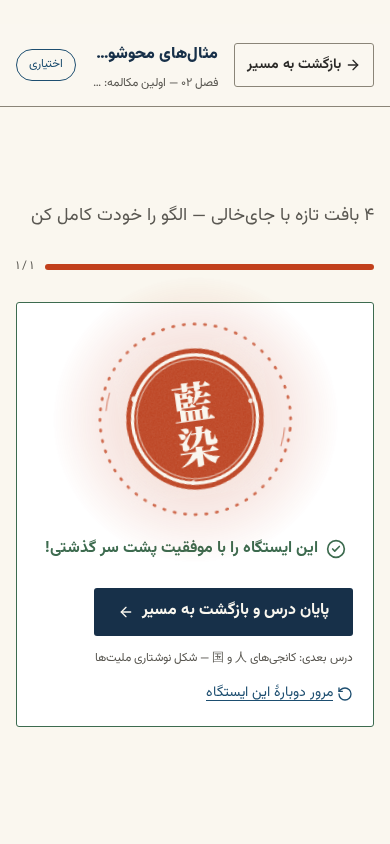 بازگشت به مسیر
مثال‌های محوشو...
فصل ۰۲ — اولین مکالمه: ...
اختیاری
۴ بافت تازه با جای‌خالی — الگو را خودت کامل کن
۱ / ۱
藍染
این ایستگاه را با موفقیت پشت سر گذشتی!
پایان درس و بازگشت به مسیر
درس بعدی: کانجی‌های 人 و 国 — شکل نوشتاری ملیت‌ها
مرور دوبارهٔ این ایستگاه